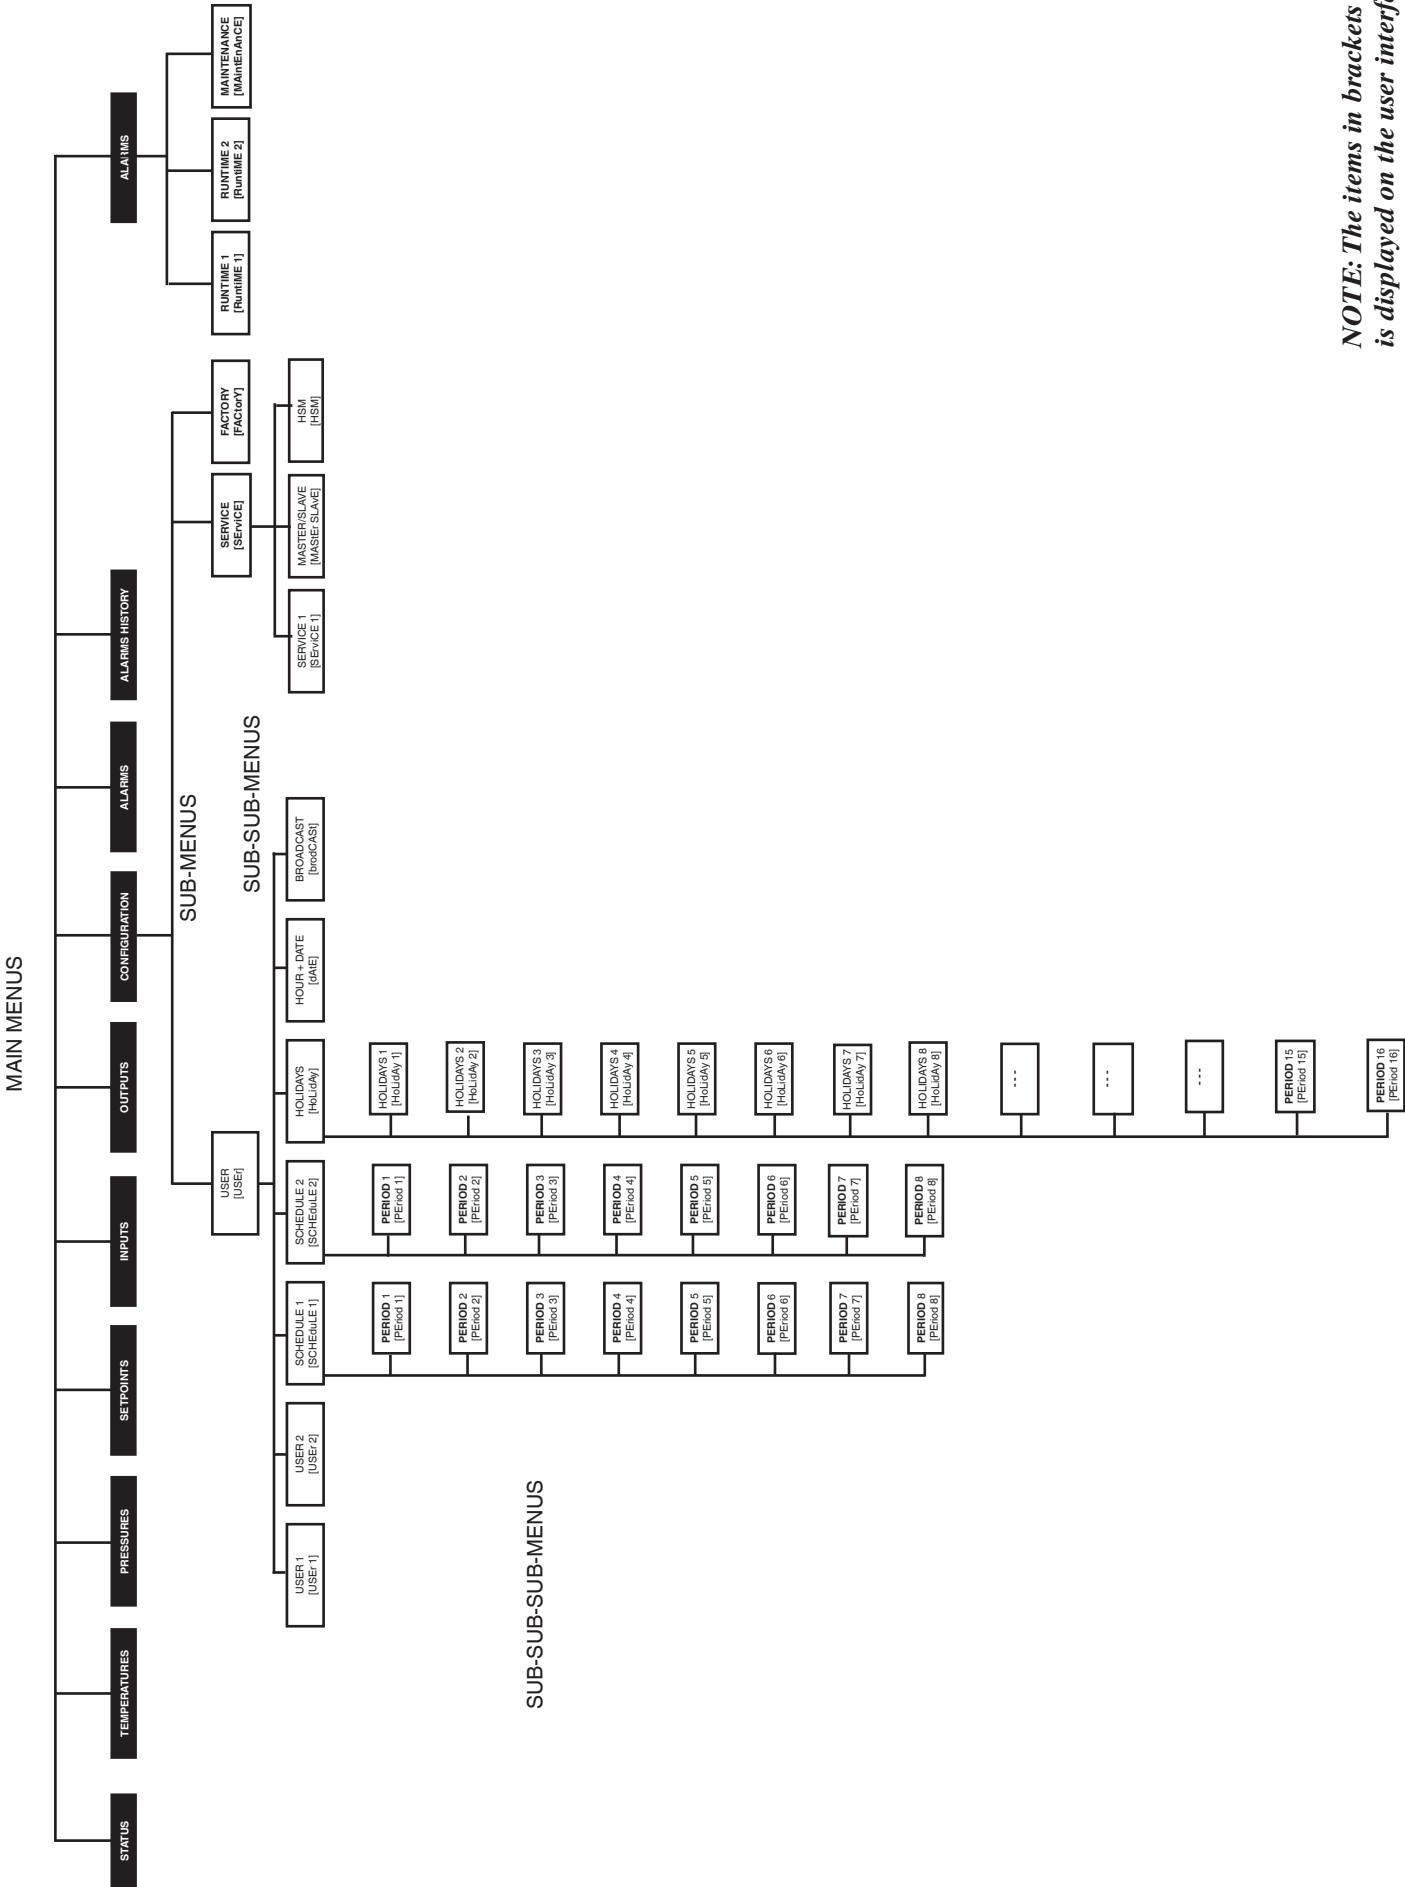 MAIN MENUS
STATUS
TEMPERATURES
PRESSURES
SETPOINTS
INPUTS
OUTPUTS
CONFIGURATION
ALARMS
ALARMS HISTORY
ALARMS
SUB-MENUS
USER
[USEr]
SERVICE
[SErviCE]
FACTORY
[FACtorY]
RUNTIME 1
[RuntiME 1]
RUNTIME 2
[RuntiME 2]
MAINTENANCE
[MAintEnAnCE]
SUB-SUB-MENUS
USER 1
[USEr 1]
USER 2
[USEr 2]
SCHEDULE 1
[SCHEduLE 1]
SCHEDULE 2
[SCHEduLE 2]
HOLIDAYS
[HoLidAy]
HOUR + DATE
[dAtE]
BROADCAST
[brodCASt]
SERVICE 1
[SErviCE 1]
MASTER/SLAVE
[MAStEr SLAvE]
HSM
[HSM]
SUB-SUB-SUB-MENUS
PERIOD 1
[PEriod 1]
PERIOD 2
[PEriod 2]
PERIOD 3
[PEriod 3]
PERIOD 4
[PEriod 4]
PERIOD 5
[PEriod 5]
PERIOD 6
[PEriod 6]
PERIOD 7
[PEriod 7]
PERIOD 8
[PEriod 8]
PERIOD 1
[PEriod 1]
PERIOD 2
[PEriod 2]
PERIOD 3
[PEriod 3]
PERIOD 4
[PEriod 4]
PERIOD 5
[PEriod 5]
PERIOD 6
[PEriod 6]
PERIOD 7
[PEriod 7]
PERIOD 8
[PEriod 8]
HOLIDAYS 1
[HoLidAy 1]
HOLIDAYS 2
[HoLidAy 2]
HOLIDAYS 3
[HoLidAy 3]
HOLIDAYS 4
[HoLidAy 4]
HOLIDAYS 5
[HoLidAy 5]
HOLIDAYS 6
[HoLidAy 6]
HOLIDAYS 7
[HoLidAy 7]
HOLIDAYS 8
[HoLidAy 8]
---
---
---
PERIOD 15
[PEriod 15]
PERIOD 16
[PEriod 16]
NOTE: The items in brackets
is displayed on the user